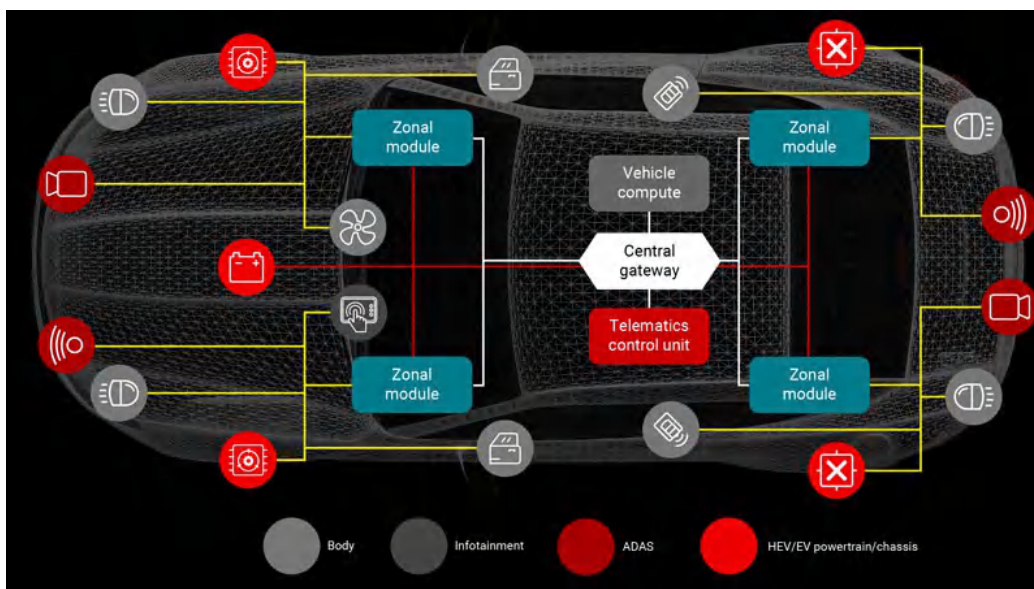 Zonal
module
Zonal
module
Vehicle
compute
Central
gateway
Telematics
control unit
Zonal
module
Zonal
module
Body
Infotainment
ADAS
HEV/EV powertrain/chassis